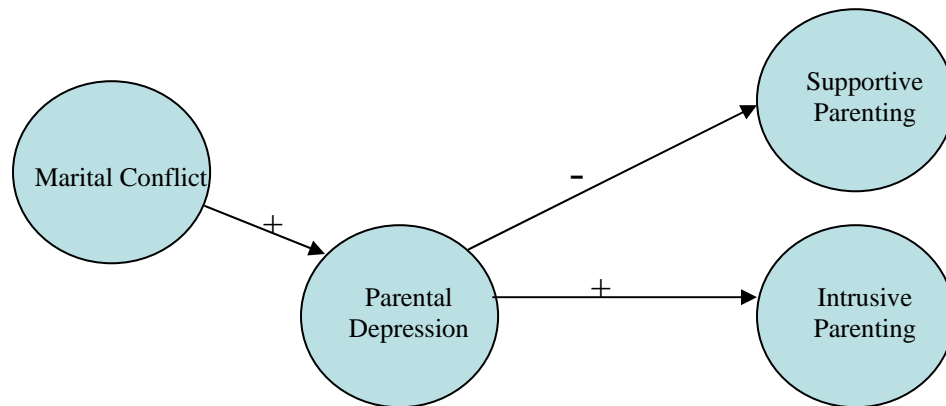 Supportive
Parenting
Marital Conflict
-
+
Parental
Depression
+
Intrusive
Parenting